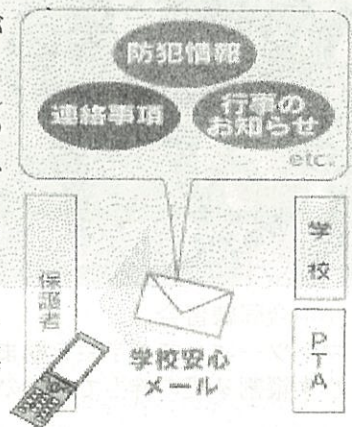 防犯情報
連絡事項
行事の
お知らせ
etc.
保護者
学校
PTA
学校安心
メール